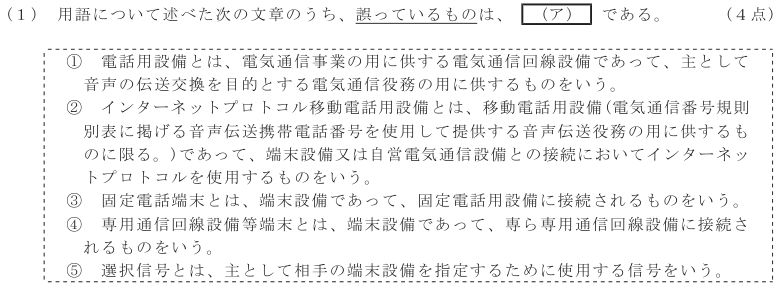 (1) 用語について述べた次の文章のうち、誤っているものは、 (ア) である。 (4点)
① 電話用設備とは、電気通信事業の用に供する電気通信回線設備であって、主として
音声の伝送交換を目的とする電気通信役務の用に供するものをいう。
② インターネットプロトコル移動電話用設備とは、移動電話用設備(電気通信番号規則
別表に掲げる音声伝送携帯電話番号を使用して提供する音声伝送役務の用に供するも
のに限る。)であって、端末設備又は自営電気通信設備との接続においてインターネッ
トプロトコルを使用するものをいう。
③ 固定電話端末とは、端末設備であって、固定電話用設備に接続されるものをいう。
④ 専用通信回線設備等端末とは、端末設備であって、専ら専用通信回線設備に接続さ
れるものをいう。
⑤ 選択信号とは、主として相手の端末設備を指定するために使用する信号をいう。